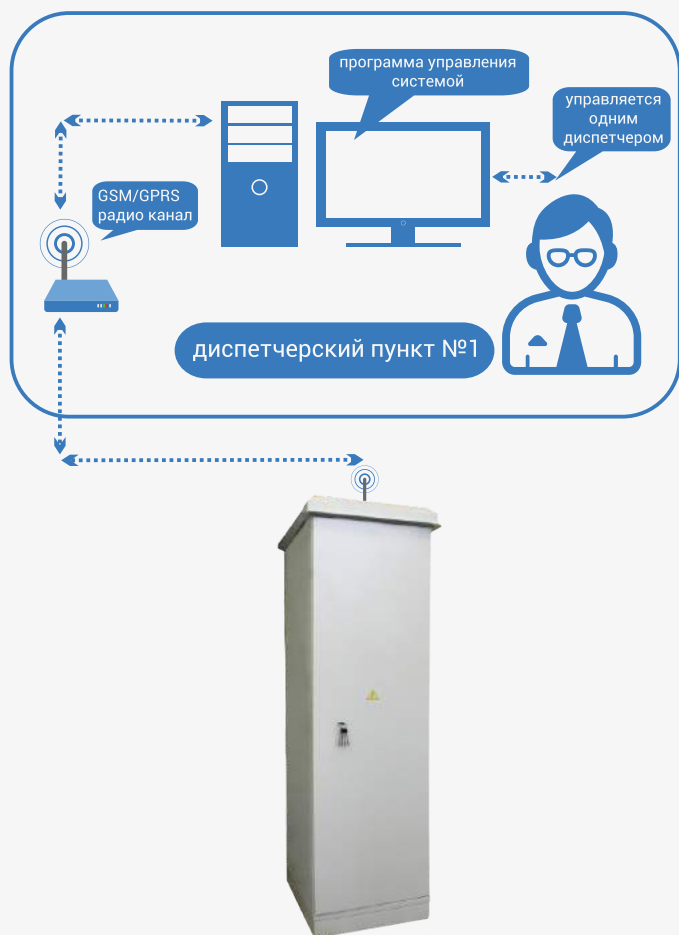 программа управления
системой
управляется
одним
диспетчером
GSM/GPRS
радио канал
диспетчерский пункт №1